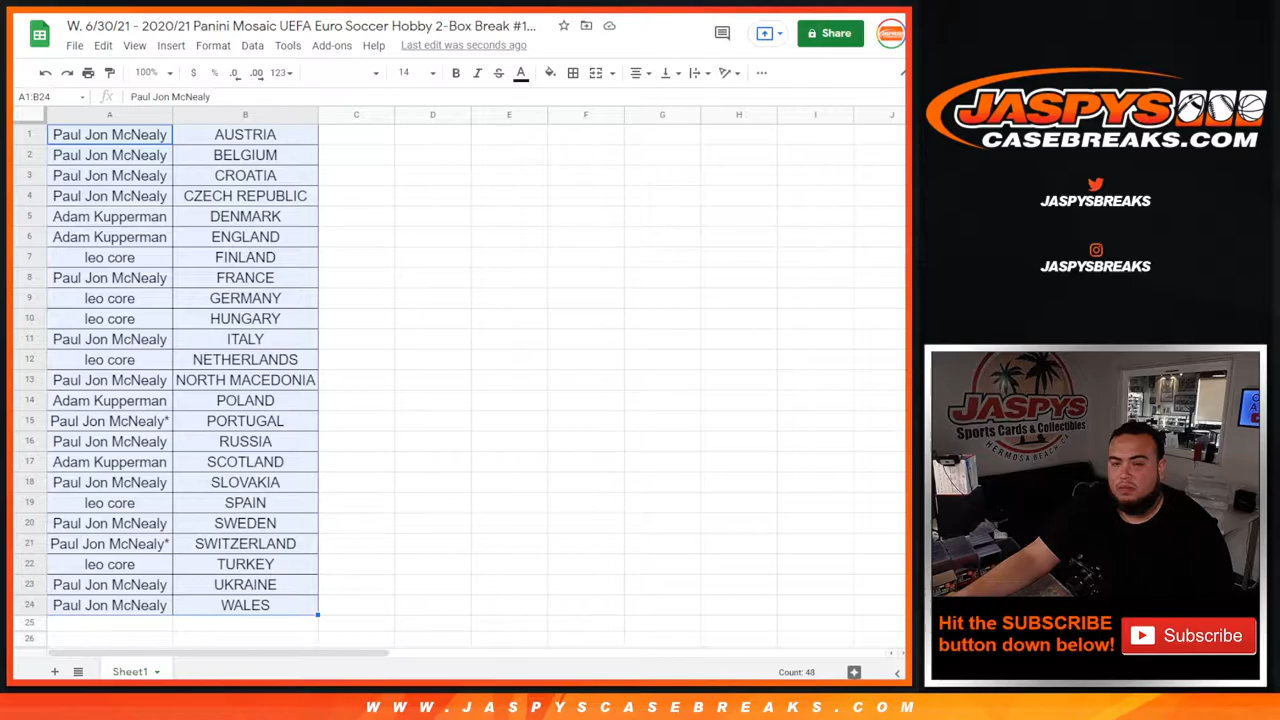 W. 6/30/21 - 2020/21 Panini Mosaic UEFA Euro Soccer Hobby 2-Box Break #1...
File Edit View Insert Format Data Tools Add-ons Help Last edit was seconds ago
Share
100% $ % .0 .00 123 14 B I S A
A1:B24 fx Paul Jon McNealy
A B C D E F G H I J
1 Paul Jon McNealy AUSTRIA
2 Paul Jon McNealy BELGIUM
3 Paul Jon McNealy CROATIA
4 Paul Jon McNealy CZECH REPUBLIC
5 Adam Kupperman DENMARK
6 Adam Kupperman ENGLAND
7 leo core FINLAND
8 Paul Jon McNealy FRANCE
9 leo core GERMANY
10 leo core HUNGARY
11 Paul Jon McNealy ITALY
12 leo core NETHERLANDS
13 Paul Jon McNealy NORTH MACEDONIA
14 Adam Kupperman POLAND
15 Paul Jon McNealy* PORTUGAL
16 Paul Jon McNealy RUSSIA
17 Adam Kupperman SCOTLAND
18 Paul Jon McNealy SLOVAKIA
19 leo core SPAIN
20 Paul Jon McNealy SWEDEN
21 Paul Jon McNealy* SWITZERLAND
22 leo core TURKEY
23 Paul Jon McNealy UKRAINE
24 Paul Jon McNealy WALES
25
26
Sheet1 Count: 48
JASPYS
CASEBREAKS.COM
JASPYSBREAKS
JASPYSBREAKS
JASPYS
Sports Cards & Collectibles
HERMOSA BEACH, CA
Hit the SUBSCRIBE
button down below!
Subscribe
WWW.JASPYSCASEBREAKS.COM